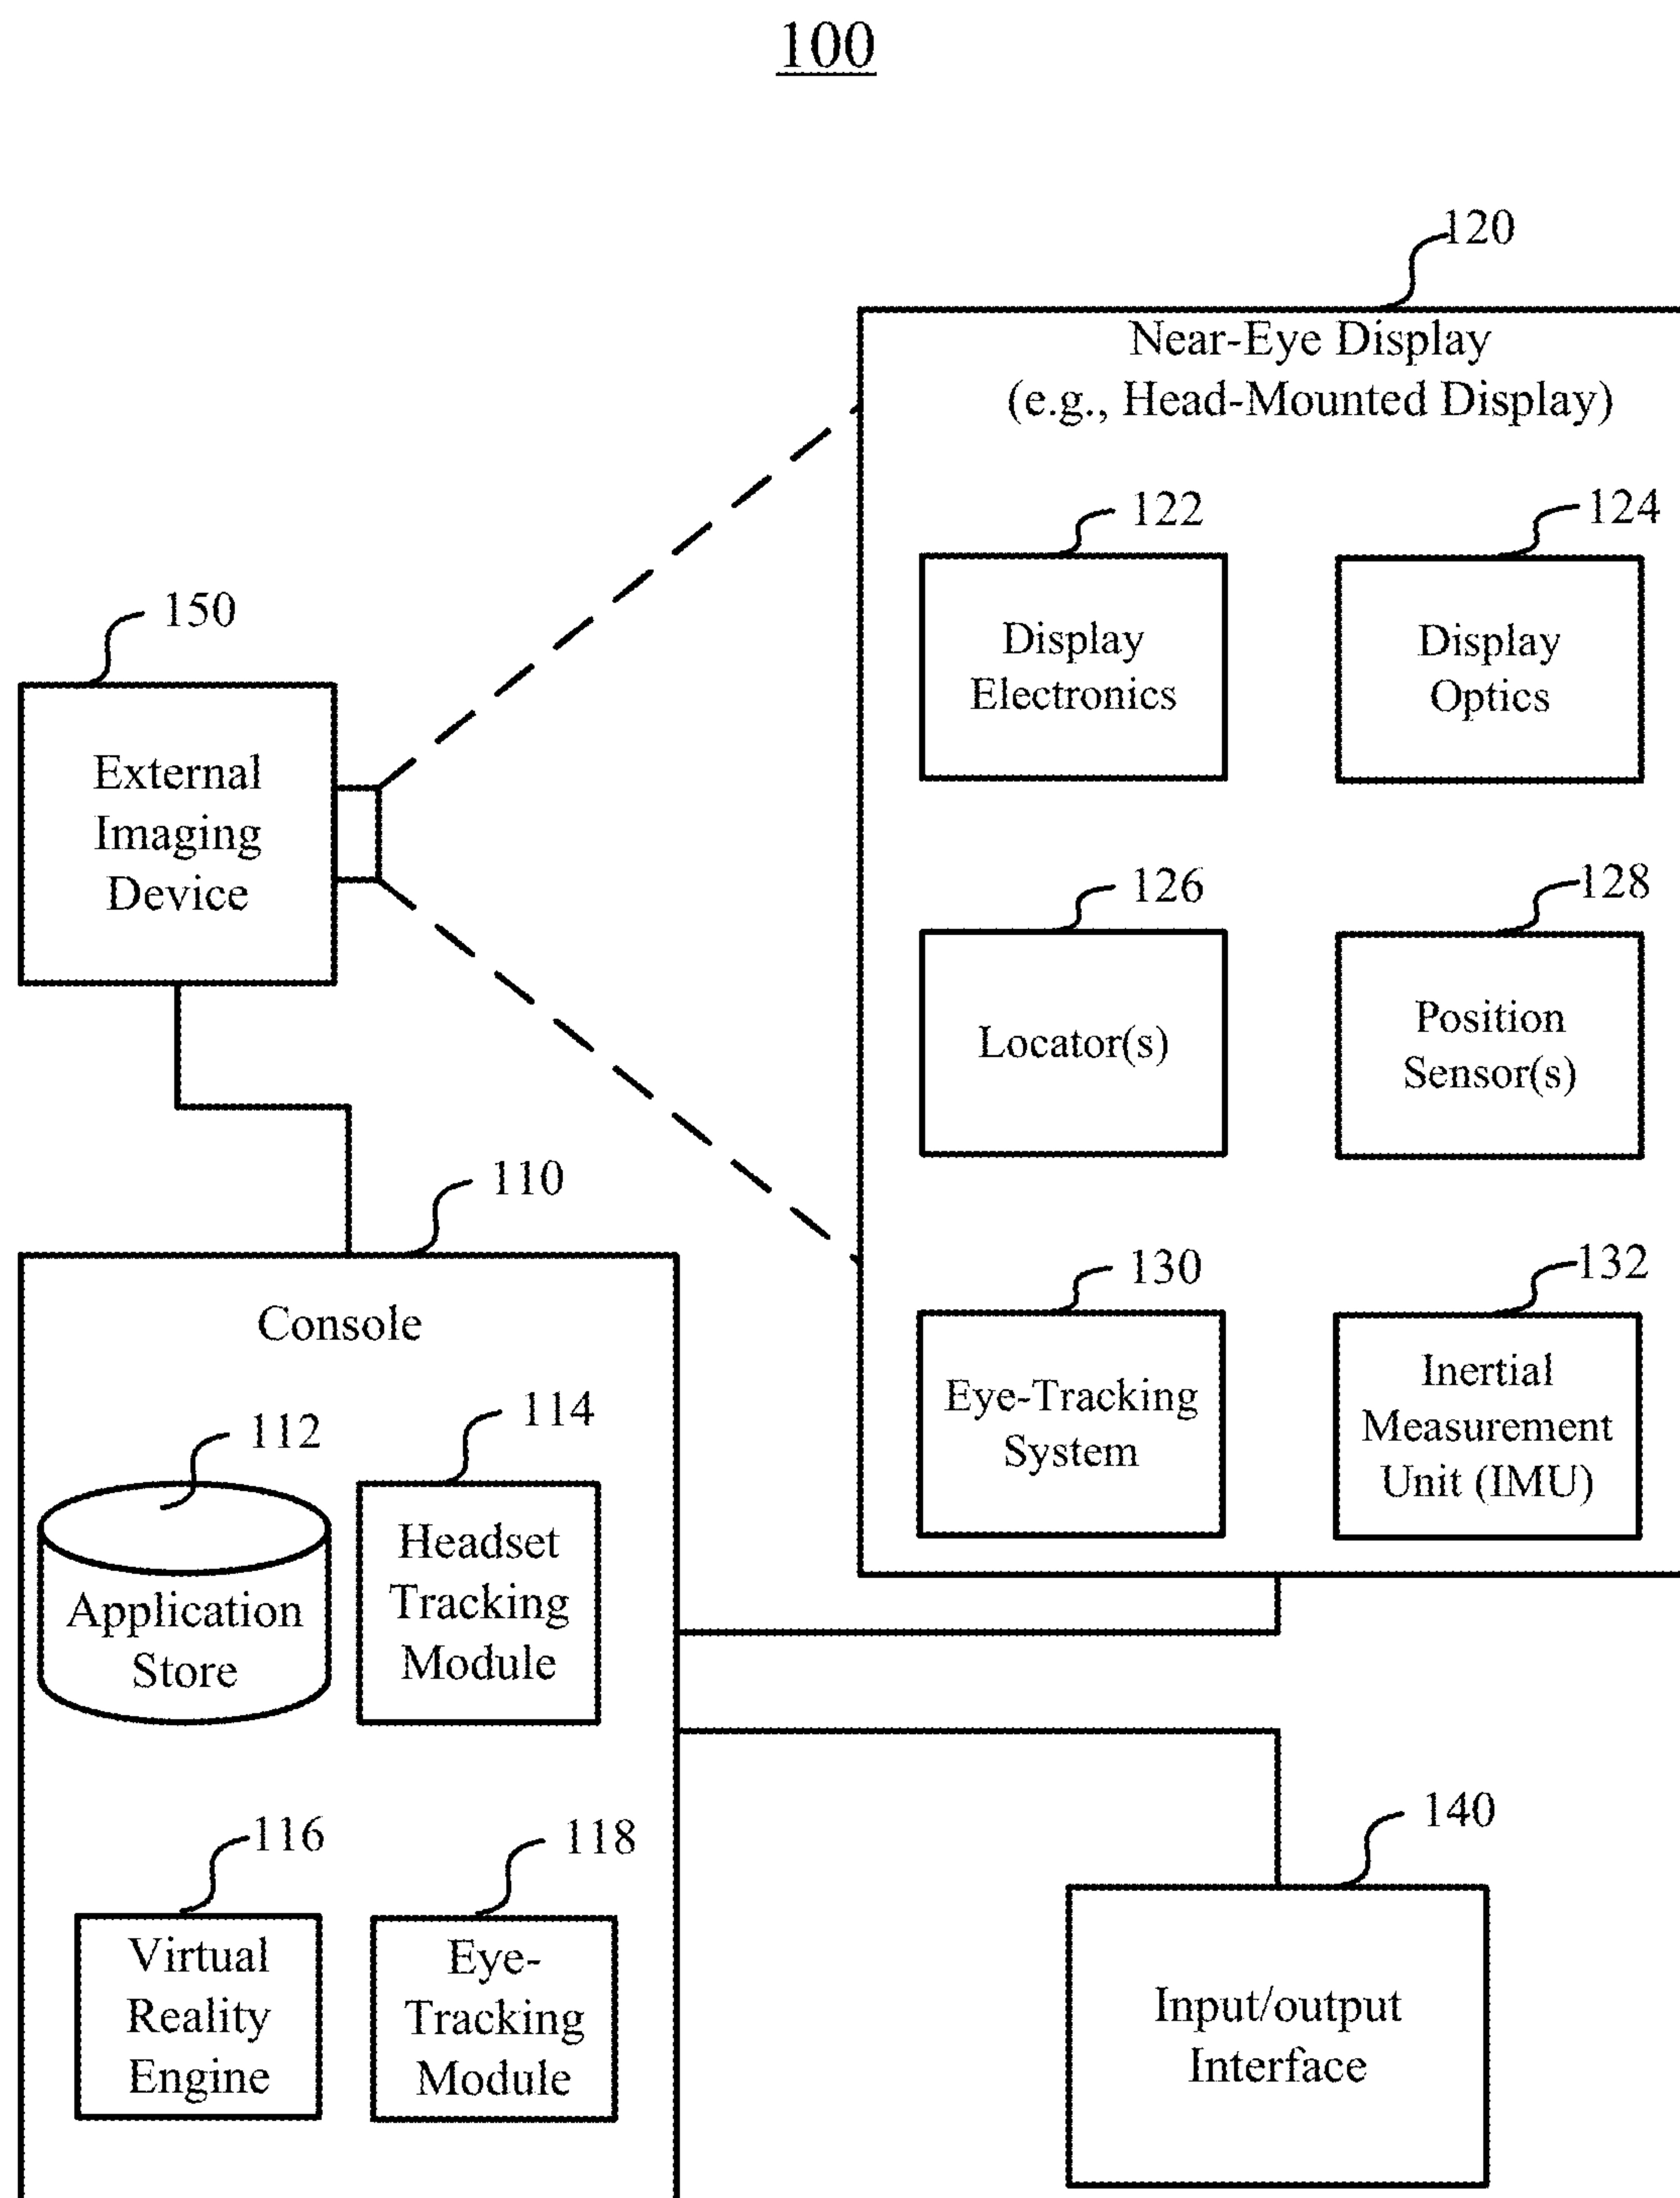 100
120
Near-Eye Display
(e.g., Head-Mounted Display)
122
124
Display
Electronics
Display
Optics
150
External
Imaging
Device
126
128
Locator(s)
Position
Sensor(s)
110
Console
130
132
Eye-Tracking
System
Inertial
Measurement
Unit (IMU)
112
114
Application
Store
Headset
Tracking
Module
116
118
Virtual
Reality
Engine
Eye-
Tracking
Module
140
Input/output
Interface